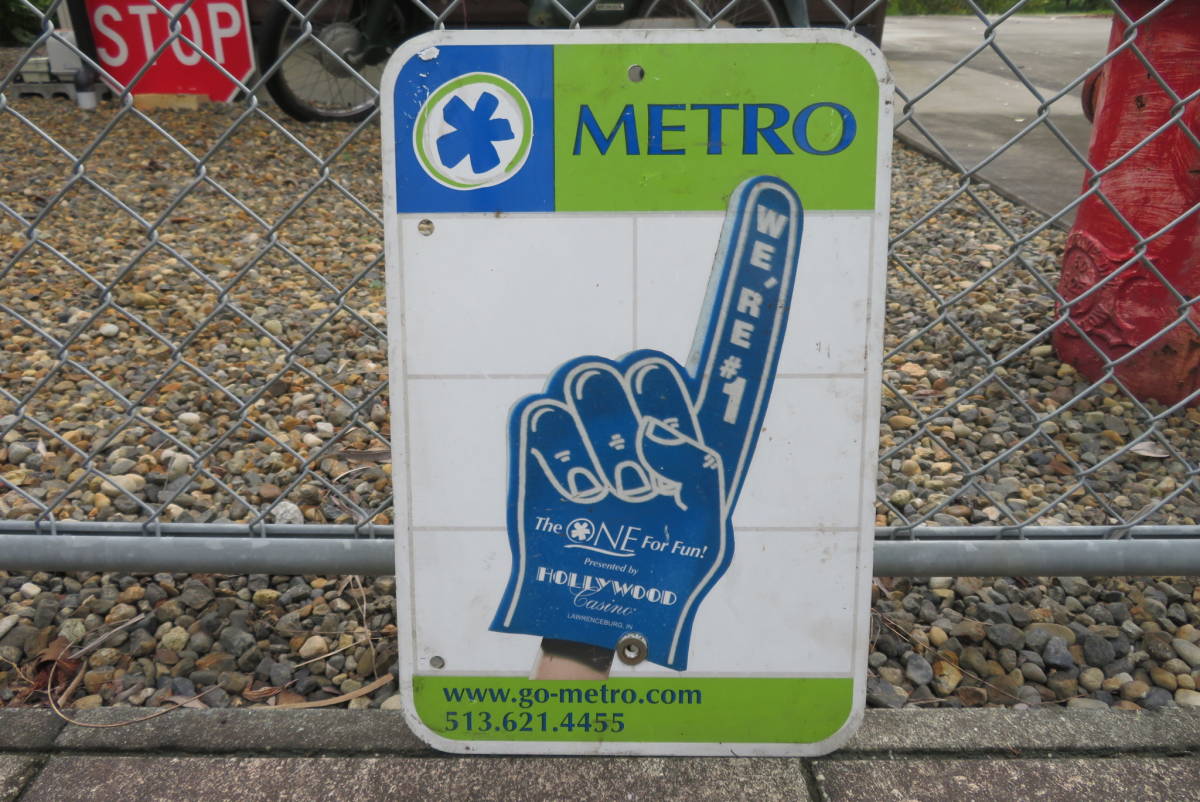 STOP
METRO
WE'RE #1
The ONE For Fun!
Presented by
HOLLYWOOD
Casino
LAWRENCEBURG, IN
www.go-metro.com
513.621.4455